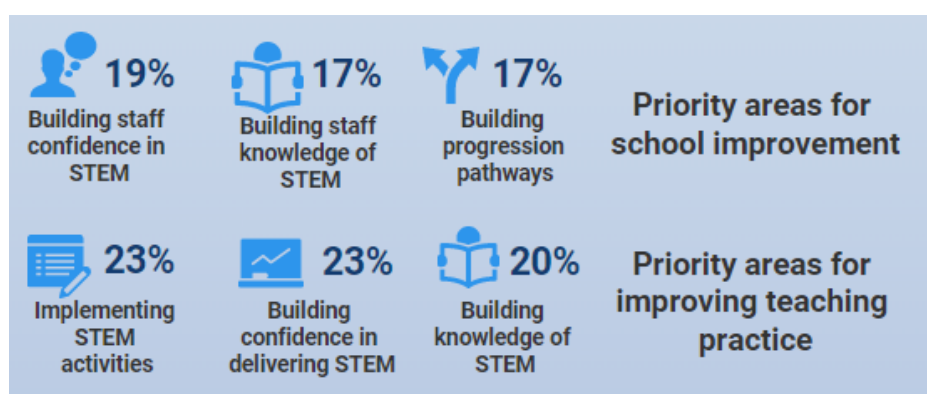 19%
Building staff
confidence in
STEM
17%
Building staff
knowledge of
STEM
17%
Building
progression
pathways
Priority areas for
school improvement
23%
Implementing
STEM
activities
23%
Building
confidence in
delivering STEM
20%
Building
knowledge of
STEM
Priority areas for
improving teaching
practice